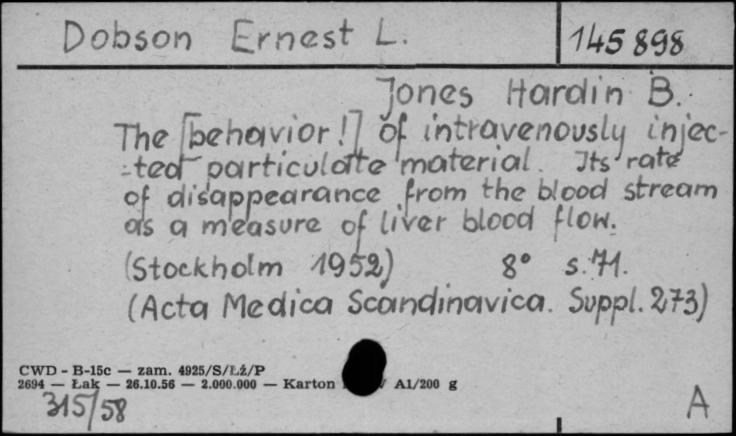 Dobson Ernest L. 145898
Jones Hardin B.
The [behavior!] of intravenously injec-
-ted particulate material. Its rate
of disappearance from the blood stream
as a measure of liver blood flow.
(Stockholm 1952) 8° s. 71.
(Acta Medica Scandinavica. Suppl. 273)
CWD - B-15c — zam. 4925/S/Łź/P
2694 — Łak — 26.10.56 — 2.000.000 — Karton A1/200 g
315/58
A